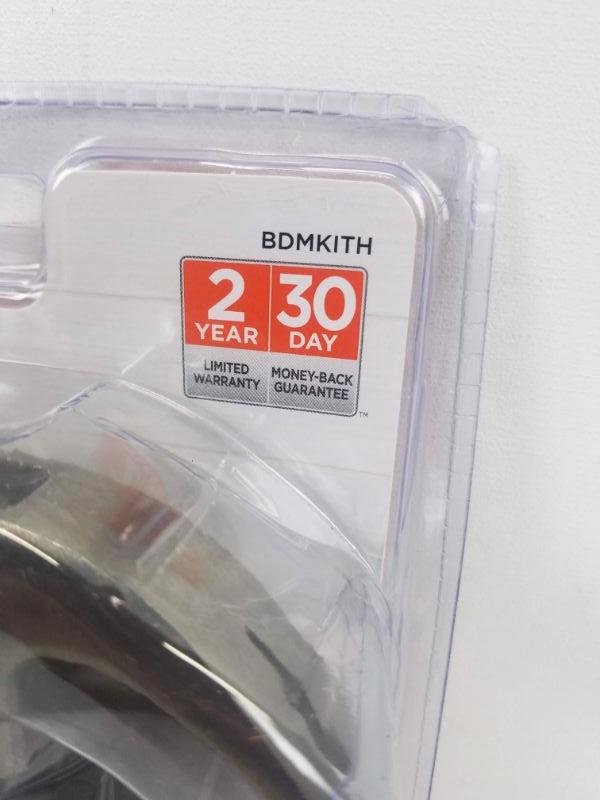 BDMKITH
2 30
YEAR DAY
LIMITED MONEY-BACK
WARRANTY GUARANTEE
TM